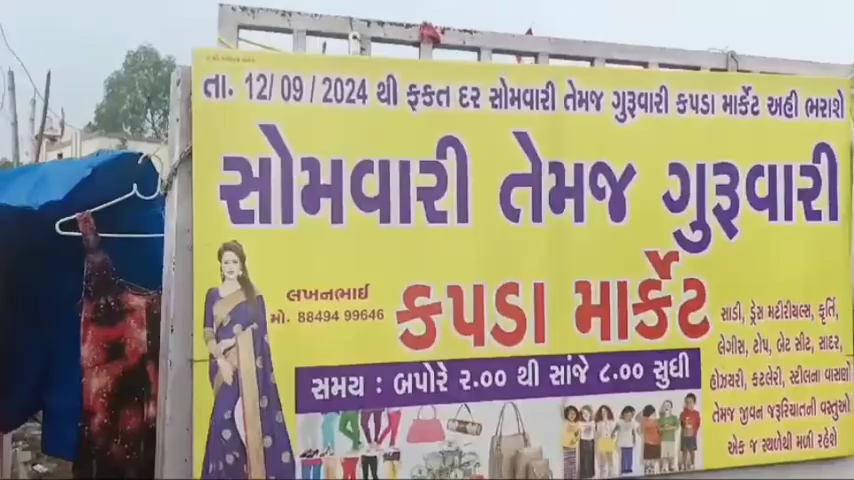 તા. 12/ 09 / 2024 થી ફકત દર સોમવારી તેમજ ગુરૂવારી કપડા માર્કેટ અહી ભરાશે
સોમવારી તેમજ ગુરૂવારી
કપડા માર્કેટ
લખનભાઈ
મો. 88494 99646
સમય : બપોરે ૨.૦૦ થી સાંજે ૮.૦૦ સુધી
સાડી, ડ્રેસ મટીરીયલ્સ, કૂર્તિ,
લેગીસ, ટોપ, બેટ સીટ, સાદર,
હોઝયરી, કટલેરી, સ્ટીલના વાસણો
તેમજ જીવન જરૂરિયાતની વસ્તુઓ
એક જ સ્થળેથી મળી રહેશે